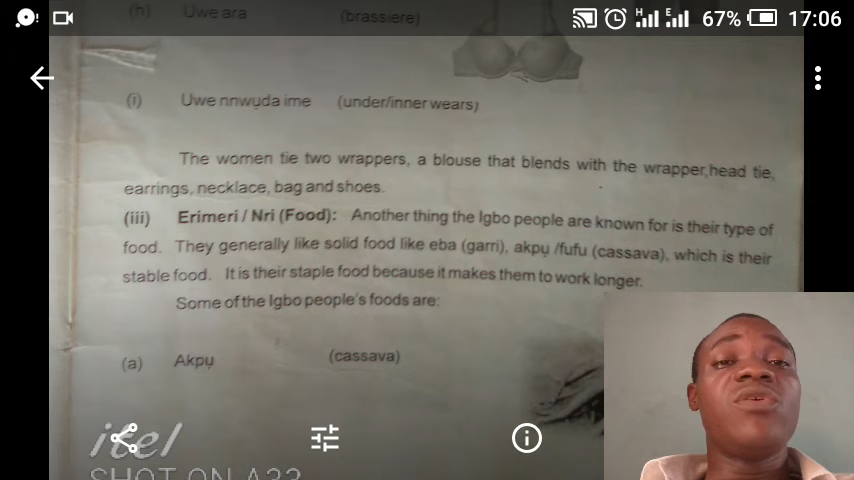 67% 17:06
(h) Uwe ara (brassiere)
(i) Uwe nnwụda ime (under/inner wears)
The women tie two wrappers, a blouse that blends with the wrapper,head tie,
earrings, necklace, bag and shoes.
(iii) Erimeri / Nri (Food): Another thing the Igbo people are known for is their type of
food. They generally like solid food like eba (garri), akpụ /fufu (cassava), which is their
stable food. It is their staple food because it makes them to work longer.
Some of the Igbo people's foods are:
(a) Akpụ (cassava)
itel
SHOT ON A33